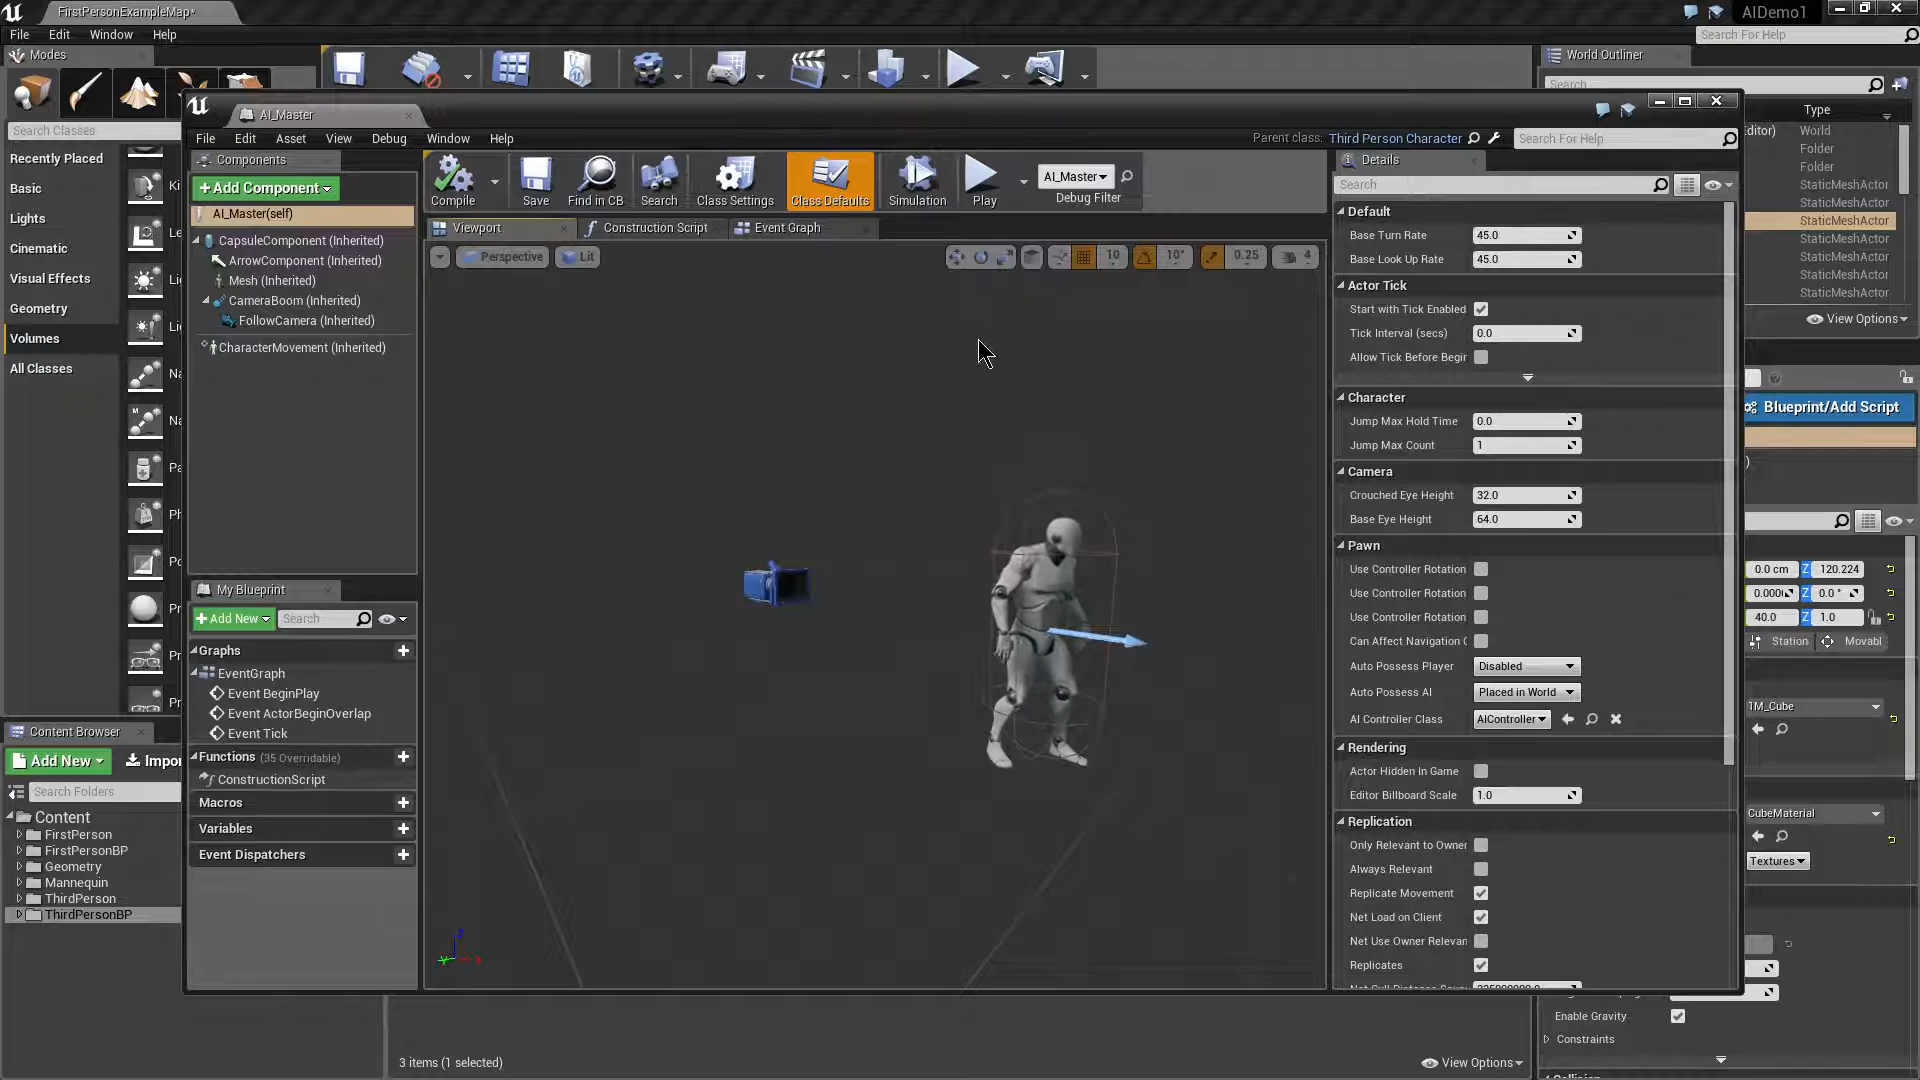 FirstPersonExampleMap*
AIDemo1
File Edit Window Help
Search For Help
Modes
World Outliner
Search Classes
Search
Recently Placed
Basic
Lights
Cinematic
Visual Effects
Geometry
Volumes
All Classes
AI_Master
File Edit Asset View Debug Window Help
Parent class: Third Person Character
Search For Help
Components
+Add Component
AI_Master(self)
CapsuleComponent (Inherited)
ArrowComponent (Inherited)
Mesh (Inherited)
CameraBoom (Inherited)
FollowCamera (Inherited)
CharacterMovement (Inherited)
Compile
Save
Find in CB
Search
Class Settings
Class Defaults
Simulation
Play
AI_Master
Debug Filter
Viewport
Construction Script
Event Graph
Perspective
Lit
10
10°
0.25
4
My Blueprint
+Add New
Search
Graphs
EventGraph
Event BeginPlay
Event ActorBeginOverlap
Event Tick
Functions (35 Overridable)
ConstructionScript
Macros
Variables
Event Dispatchers
Details
Search
Default
Base Turn Rate 45.0
Base Look Up Rate 45.0
Actor Tick
Start with Tick Enabled
Tick Interval (secs) 0.0
Allow Tick Before Begin
Character
Jump Max Hold Time 0.0
Jump Max Count 1
Camera
Crouched Eye Height 32.0
Base Eye Height 64.0
Pawn
Use Controller Rotation
Use Controller Rotation
Use Controller Rotation
Can Affect Navigation
Auto Possess Player Disabled
Auto Possess AI Placed in World
AI Controller Class AIController
Rendering
Actor Hidden In Game
Editor Billboard Scale 1.0
Replication
Only Relevant to Owner
Always Relevant
Replicate Movement
Net Load on Client
Net Use Owner Relevan
Replicates
Type
Editor) World
Folder
Folder
StaticMeshActor
StaticMeshActor
StaticMeshActor
StaticMeshActor
StaticMeshActor
StaticMeshActor
StaticMeshActor
View Options
Blueprint/Add Script
0.0 cm Z 120.224
Z 0.0 °
40.0 Z 1.0
Station Movabl
1M_Cube
CubeMaterial
Textures
Enable Gravity
Constraints
Content Browser
Add New
Impor
Search Folders
Content
FirstPerson
FirstPersonBP
Geometry
Mannequin
ThirdPerson
ThirdPersonBP
3 items (1 selected)
View Options